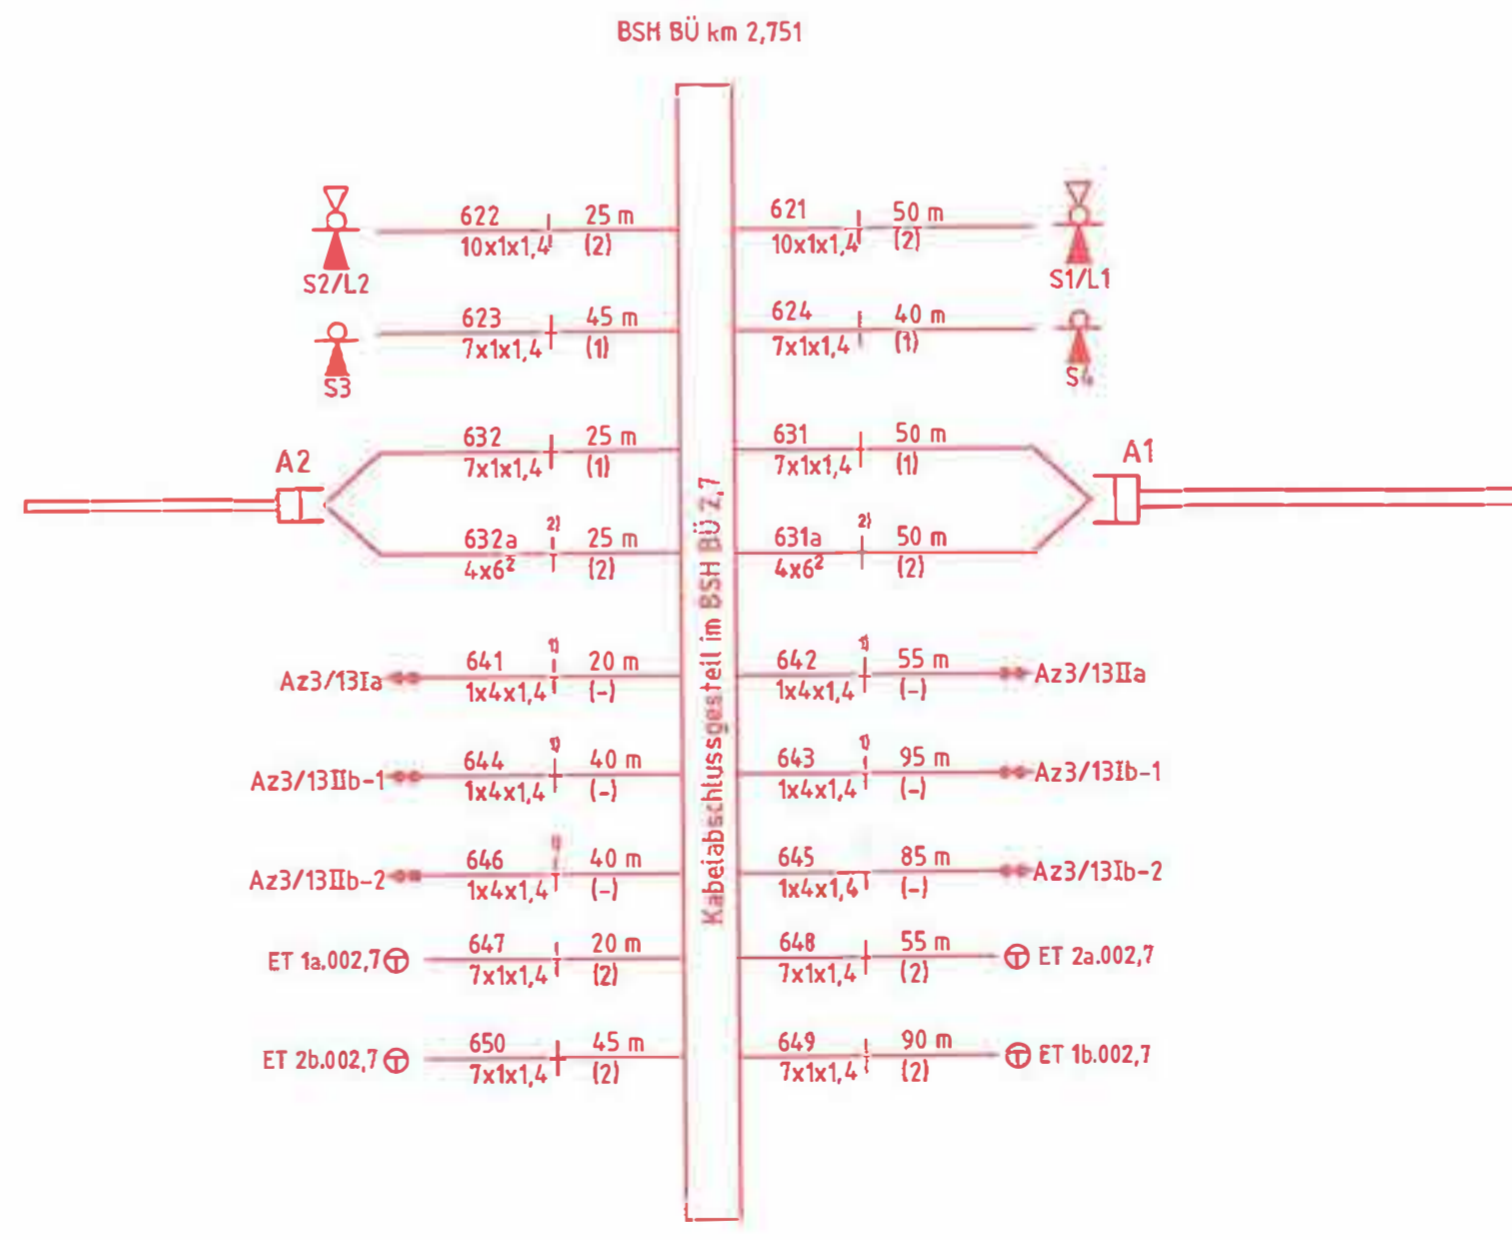 BSH BÜ km 2,751
622 25 m
10x1x1,4 (2)
S2/L2
621 50 m
10x1x1,4 (2)
S1/L1
623 45 m
7x1x1,4 (1)
S3
624 40 m
7x1x1,4 (1)
S4
A2
632 25 m
7x1x1,4 (1)
631 50 m
7x1x1,4 (1)
A1
2)
632a 25 m
4x6² (2)
2)
631a 50 m
4x6² (2)
Kabelabschlussgesteil im BSH BÜ 2,7
1)
641 20 m
Az3/13Ia
1x4x1,4 (-)
1)
642 55 m
Az3/13IIa
1x4x1,4 (-)
1)
644 40 m
Az3/13IIb-1
1x4x1,4 (-)
1)
643 95 m
Az3/13Ib-1
1x4x1,4 (-)
646 40 m
Az3/13IIb-2
1x4x1,4 (-)
645 85 m
Az3/13Ib-2
1x4x1,4 (-)
647 20 m
ET 1a.002,7 T
7x1x1,4 (2)
648 55 m
T ET 2a.002,7
7x1x1,4 (2)
650 45 m
ET 2b.002,7 T
7x1x1,4 (2)
649 90 m
T ET 1b.002,7
7x1x1,4 (2)